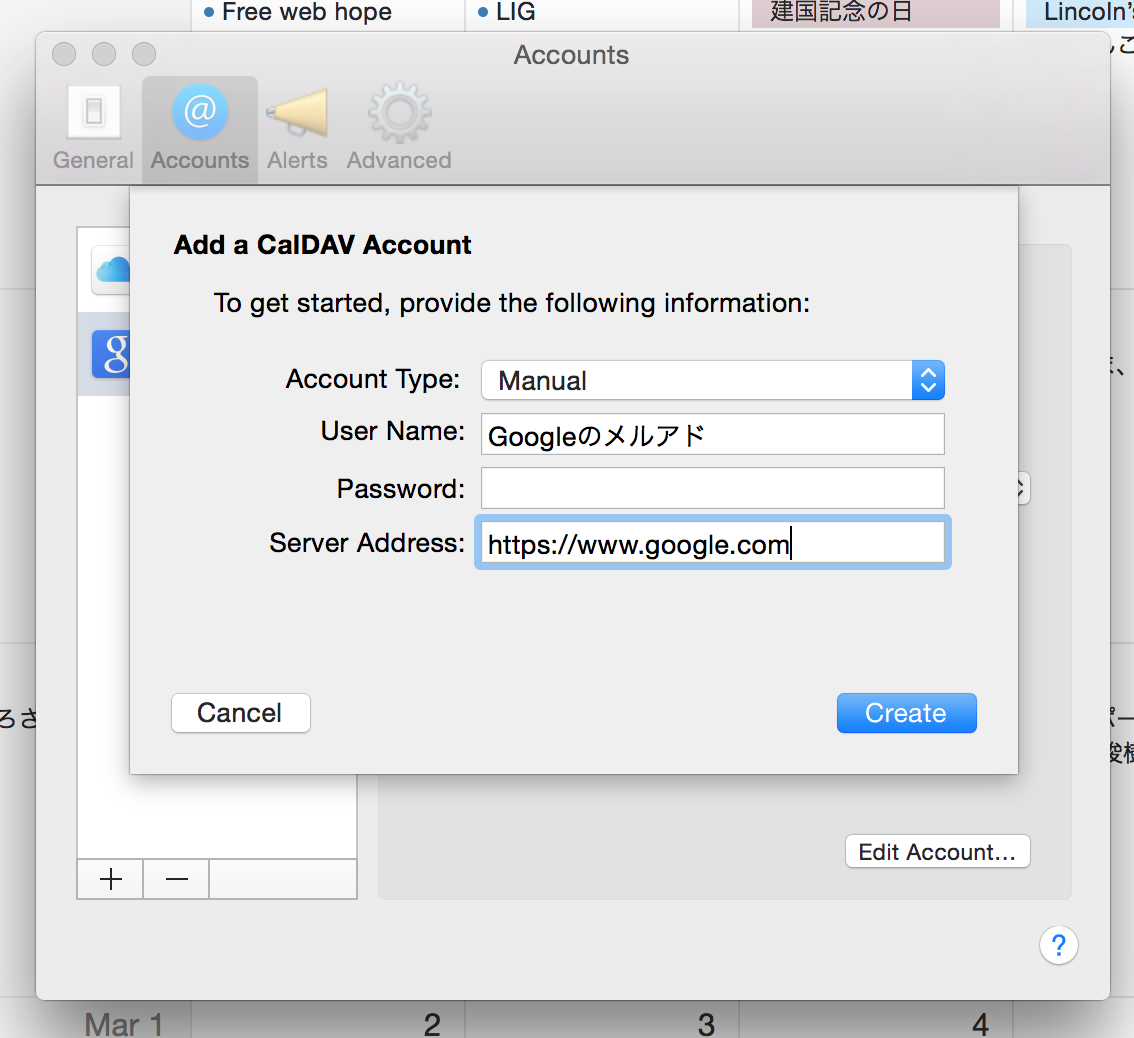 Free web hope
LIG
建国記念の日
Lincoln's
Accounts
General
Accounts
Alerts
Advanced
Add a CalDAV Account
To get started, provide the following information:
Account Type:
Manual
User Name:
Googleのメルアド
Password:
Server Address:
https://www.google.com
ろさ
Cancel
Create
Edit Account...
?
Mar 1
2
3
4